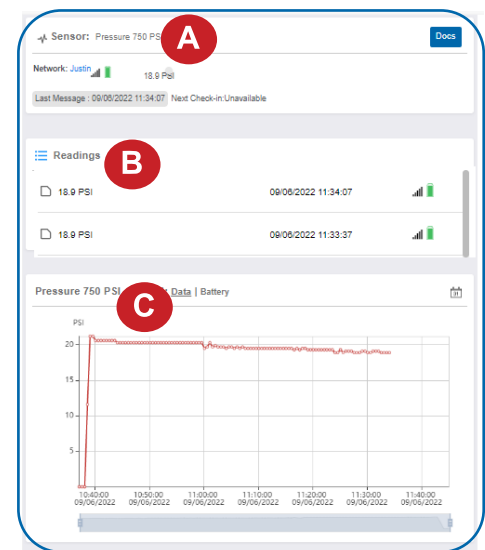 A
Sensor: Pressure 750 PS
Docs
Network: Justin
18.9 PSI
Last Message : 09/06/2022 11:34:07 Next Check-in:Unavailable
Readings
B
18.9 PSI 09/06/2022 11:34:07
18.9 PSI 09/06/2022 11:33:37
Pressure 750 PSI Data | Battery
31
C
PSI
20
15
10
5
10:40:00 10:50:00 11:00:00 11:10:00 11:20:00 11:30:00 11:40:00
09/06/2022 09/06/2022 09/06/2022 09/06/2022 09/06/2022 09/06/2022 09/06/2022